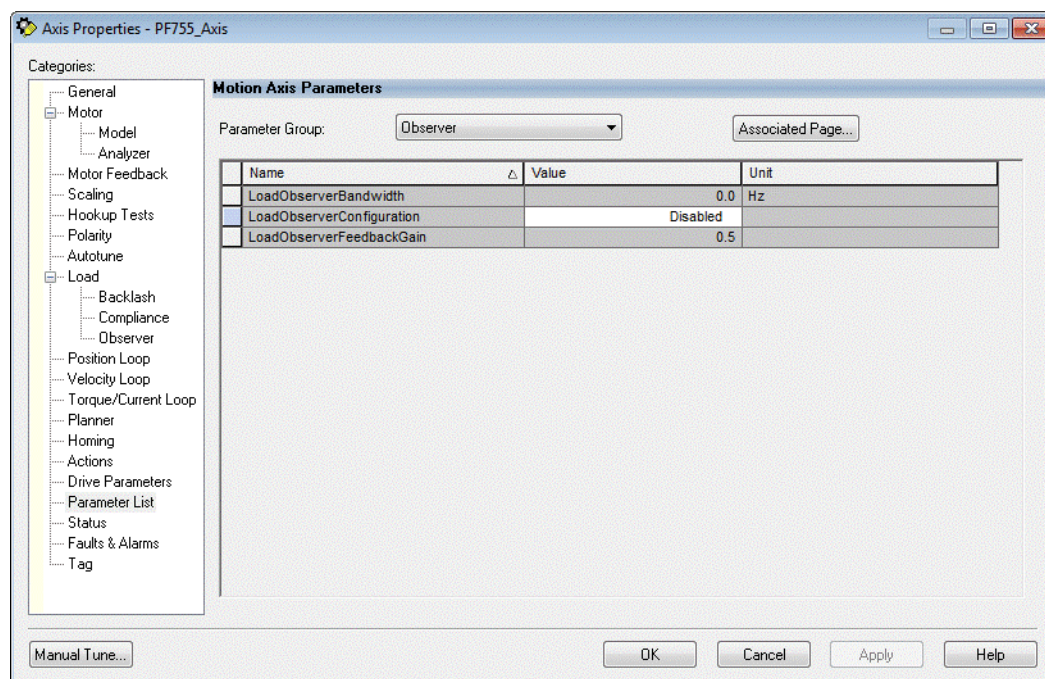 Axis Properties - PF755_Axis
Categories:
General
Motor
Model
Analyzer
Motor Feedback
Scaling
Hookup Tests
Polarity
Autotune
Load
Backlash
Compliance
Observer
Position Loop
Velocity Loop
Torque/Current Loop
Planner
Homing
Actions
Drive Parameters
Parameter List
Status
Faults & Alarms
Tag
Motion Axis Parameters
Parameter Group: Observer Associated Page...
Name Value Unit
LoadObserverBandwidth 0.0 Hz
LoadObserverConfiguration Disabled
LoadObserverFeedbackGain 0.5
Manual Tune... OK Cancel Apply Help